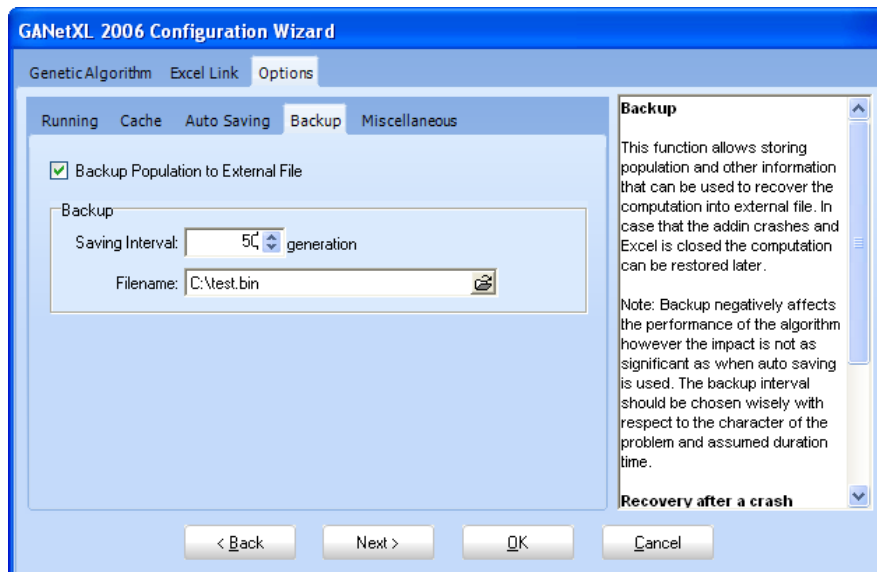 GANetXL 2006 Configuration Wizard
Genetic Algorithm Excel Link Options
Running Cache Auto Saving Backup Miscellaneous
Backup Population to External File
Backup
Saving Interval: 50 generation
Filename: C:\test.bin
Backup
This function allows storing
population and other information
that can be used to recover the
computation into external file. In
case that the addin crashes and
Excel is closed the computation
can be restored later.
Note: Backup negatively affects
the performance of the algorithm
however the impact is not as
significant as when auto saving
is used. The backup interval
should be chosen wisely with
respect to the character of the
problem and assumed duration
time.
Recovery after a crash
< Back Next > OK Cancel